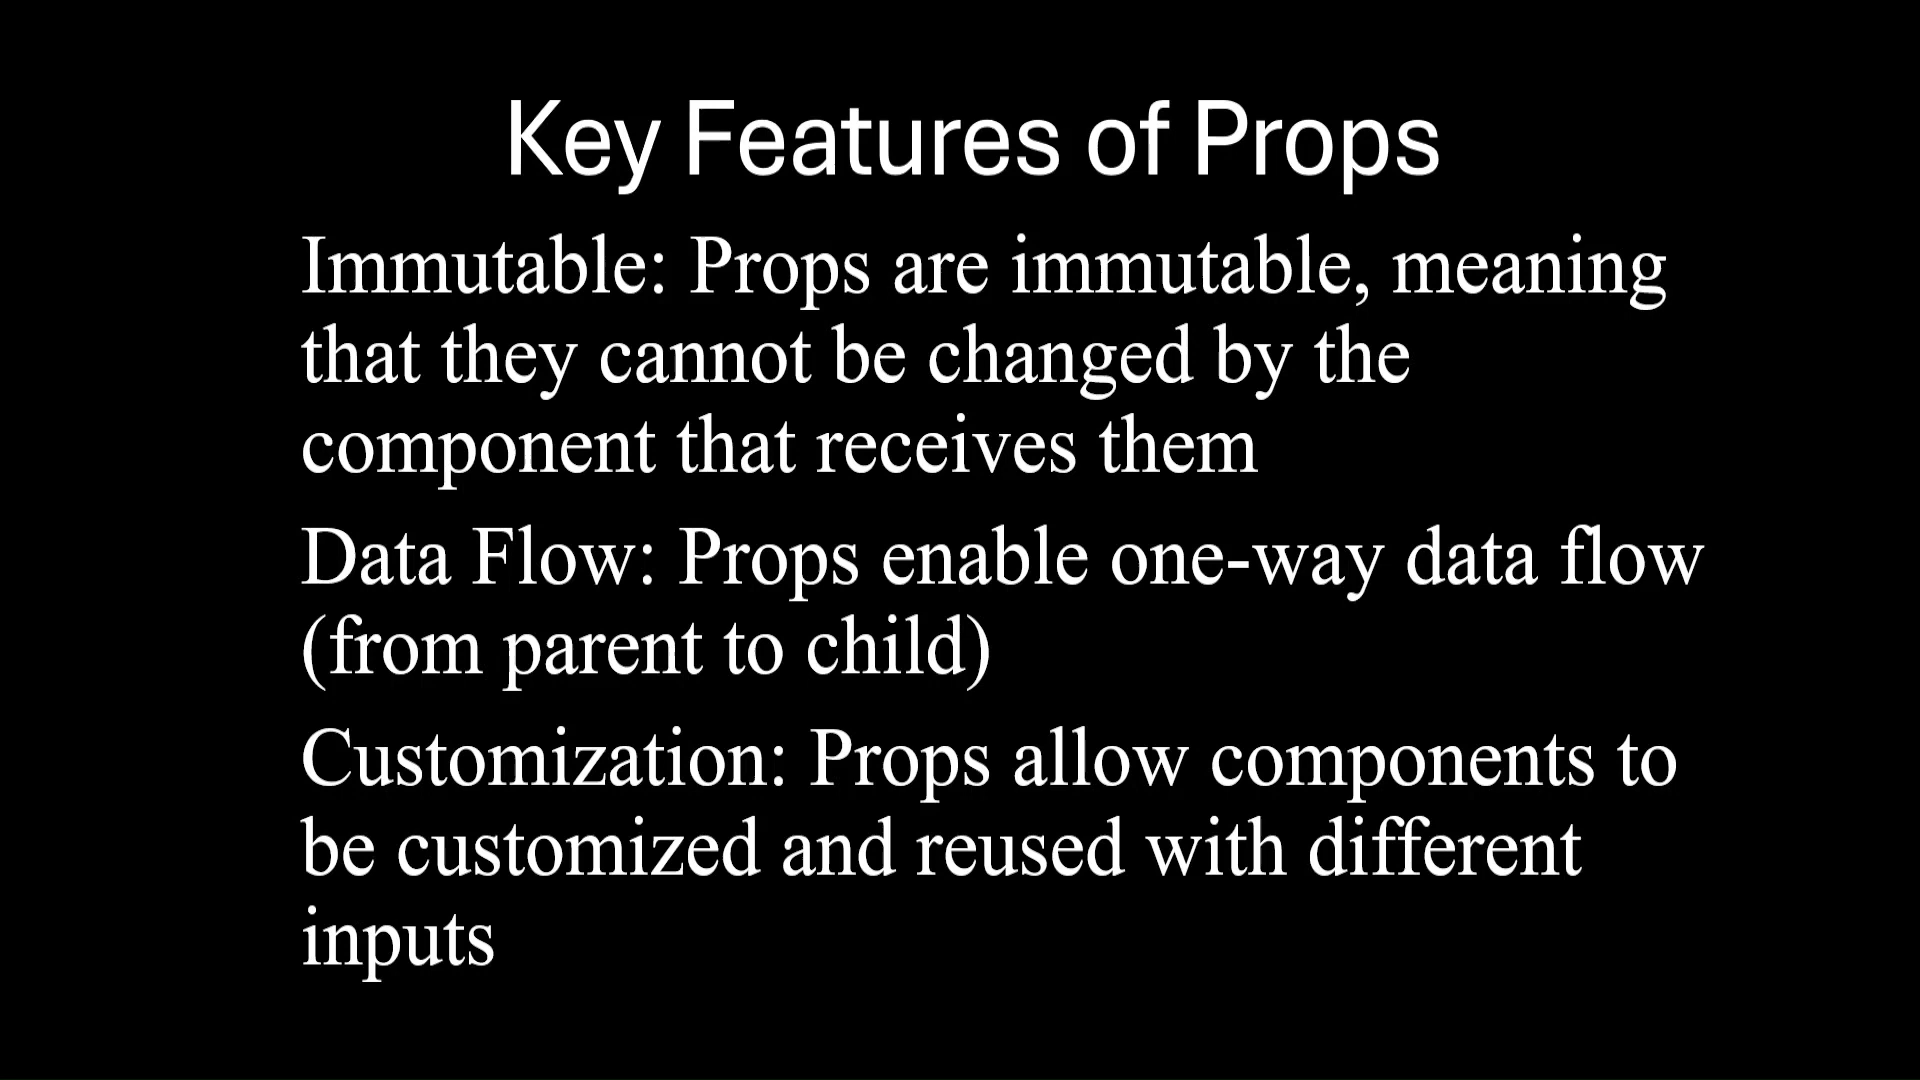 Key Features of Props
Immutable: Props are immutable, meaning
that they cannot be changed by the
component that receives them
Data Flow: Props enable one-way data flow
(from parent to child)
Customization: Props allow components to
be customized and reused with different
inputs